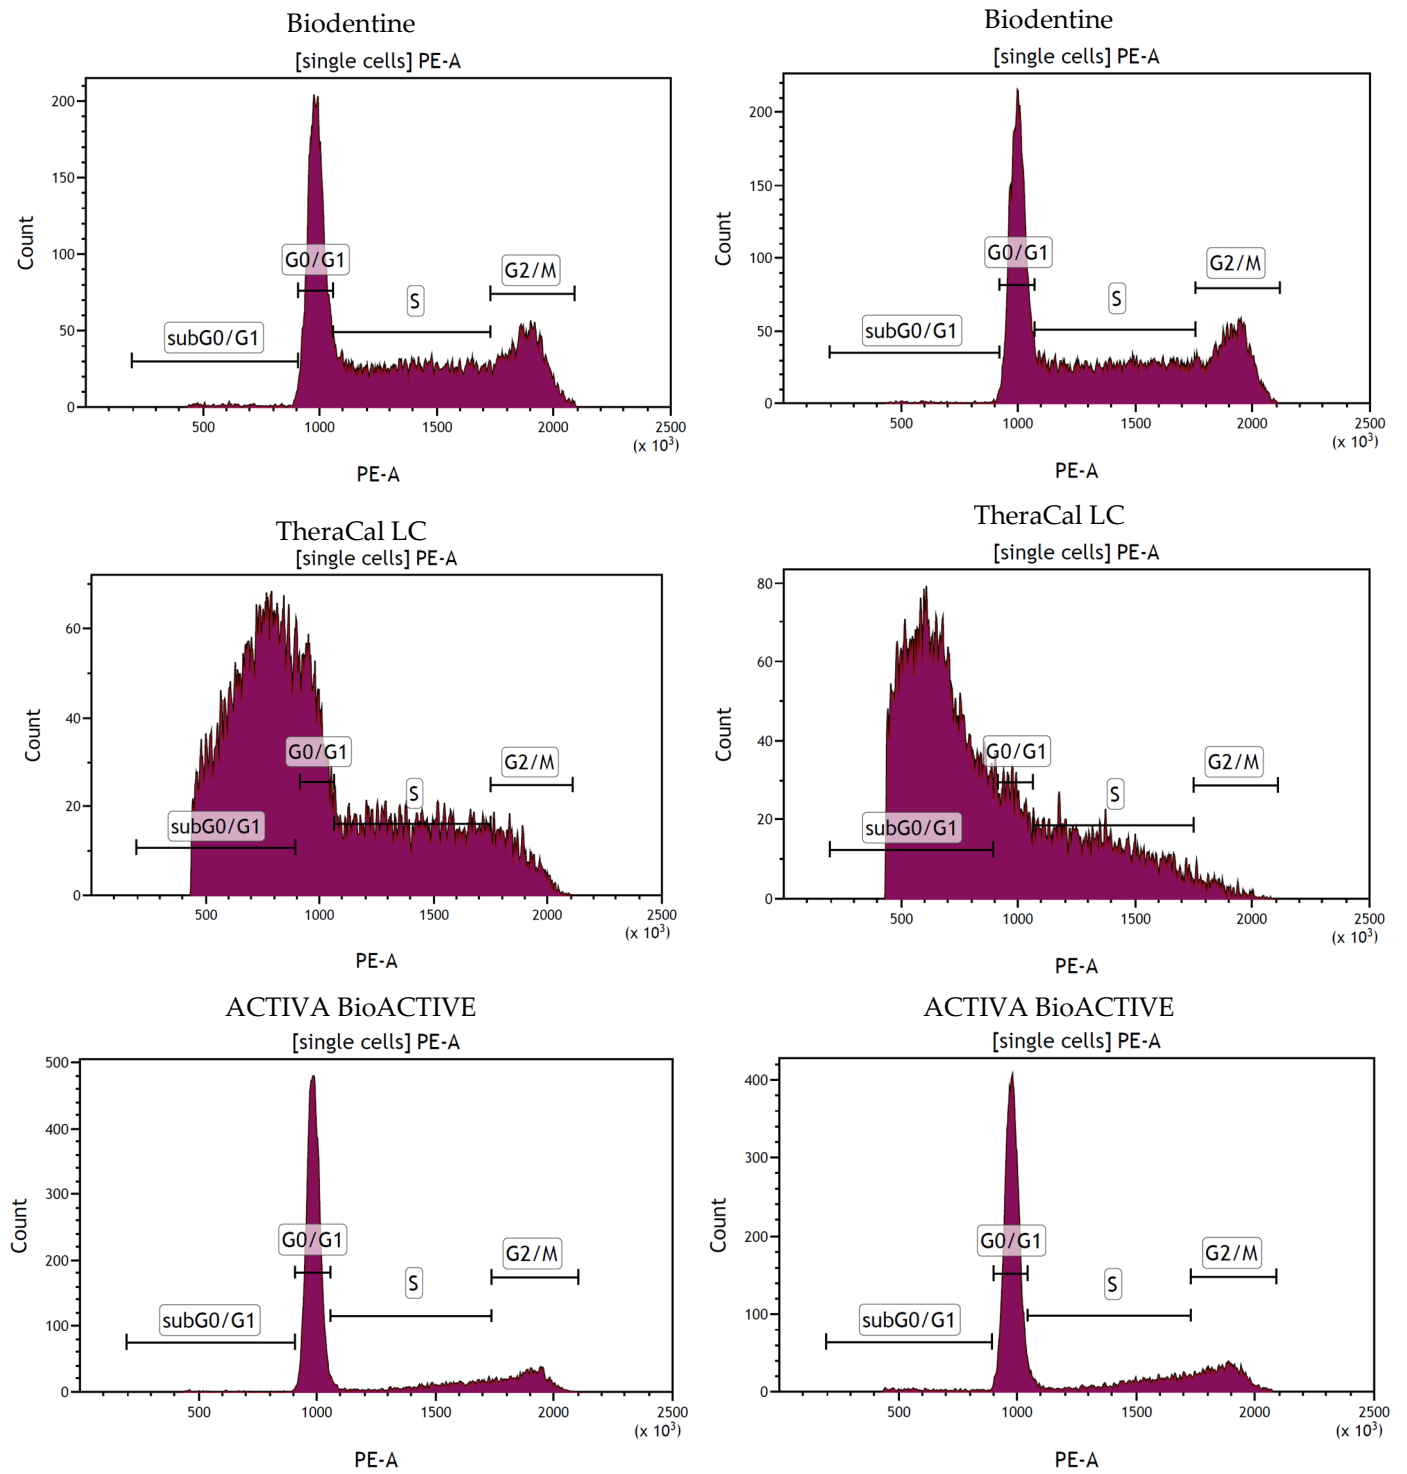 Biodentine
[single cells] PE-A
200
150
100
50
0
Count
subG0/G1
G0/G1
S
G2/M
500
1000
1500
2000
2500
(x 10³)
PE-A
Biodentine
[single cells] PE-A
200
150
100
50
0
Count
subG0/G1
G0/G1
S
G2/M
500
1000
1500
2000
2500
(x 10³)
PE-A
TheraCal LC
[single cells] PE-A
60
40
20
0
Count
subG0/G1
G0/G1
S
G2/M
500
1000
1500
2000
2500
(x 10³)
PE-A
TheraCal LC
[single cells] PE-A
80
60
40
20
0
Count
subG0/G1
G0/G1
S
G2/M
500
1000
1500
2000
2500
(x 10³)
PE-A
ACTIVA BioACTIVE
[single cells] PE-A
500
400
300
200
100
0
Count
subG0/G1
G0/G1
S
G2/M
500
1000
1500
2000
2500
(x 10³)
PE-A
ACTIVA BioACTIVE
[single cells] PE-A
400
300
200
100
0
Count
subG0/G1
G0/G1
S
G2/M
500
1000
1500
2000
2500
(x 10³)
PE-A